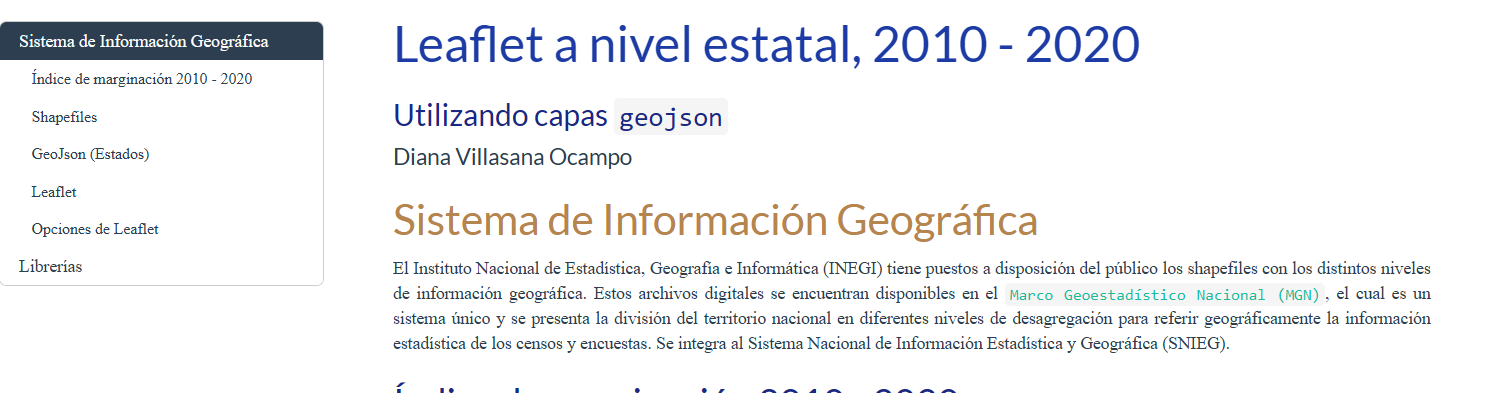 Sistema de Información Geográfica
Índice de marginación 2010 - 2020
Shapefiles
GeoJson (Estados)
Leaflet
Opciones de Leaflet
Librerías
Leaflet a nivel estatal, 2010 - 2020
Utilizando capas geojson
Diana Villasana Ocampo
Sistema de Información Geográfica
El Instituto Nacional de Estadística, Geografía e Informática (INEGI) tiene puestos a disposición del público los shapefiles con los distintos niveles
de información geográfica. Estos archivos digitales se encuentran disponibles en el Marco Geoestadístico Nacional (MGN), el cual es un
sistema único y se presenta la división del territorio nacional en diferentes niveles de desagregación para referir geográficamente la información
estadística de los censos y encuestas. Se integra al Sistema Nacional de Información Estadística y Geográfica (SNIEG).